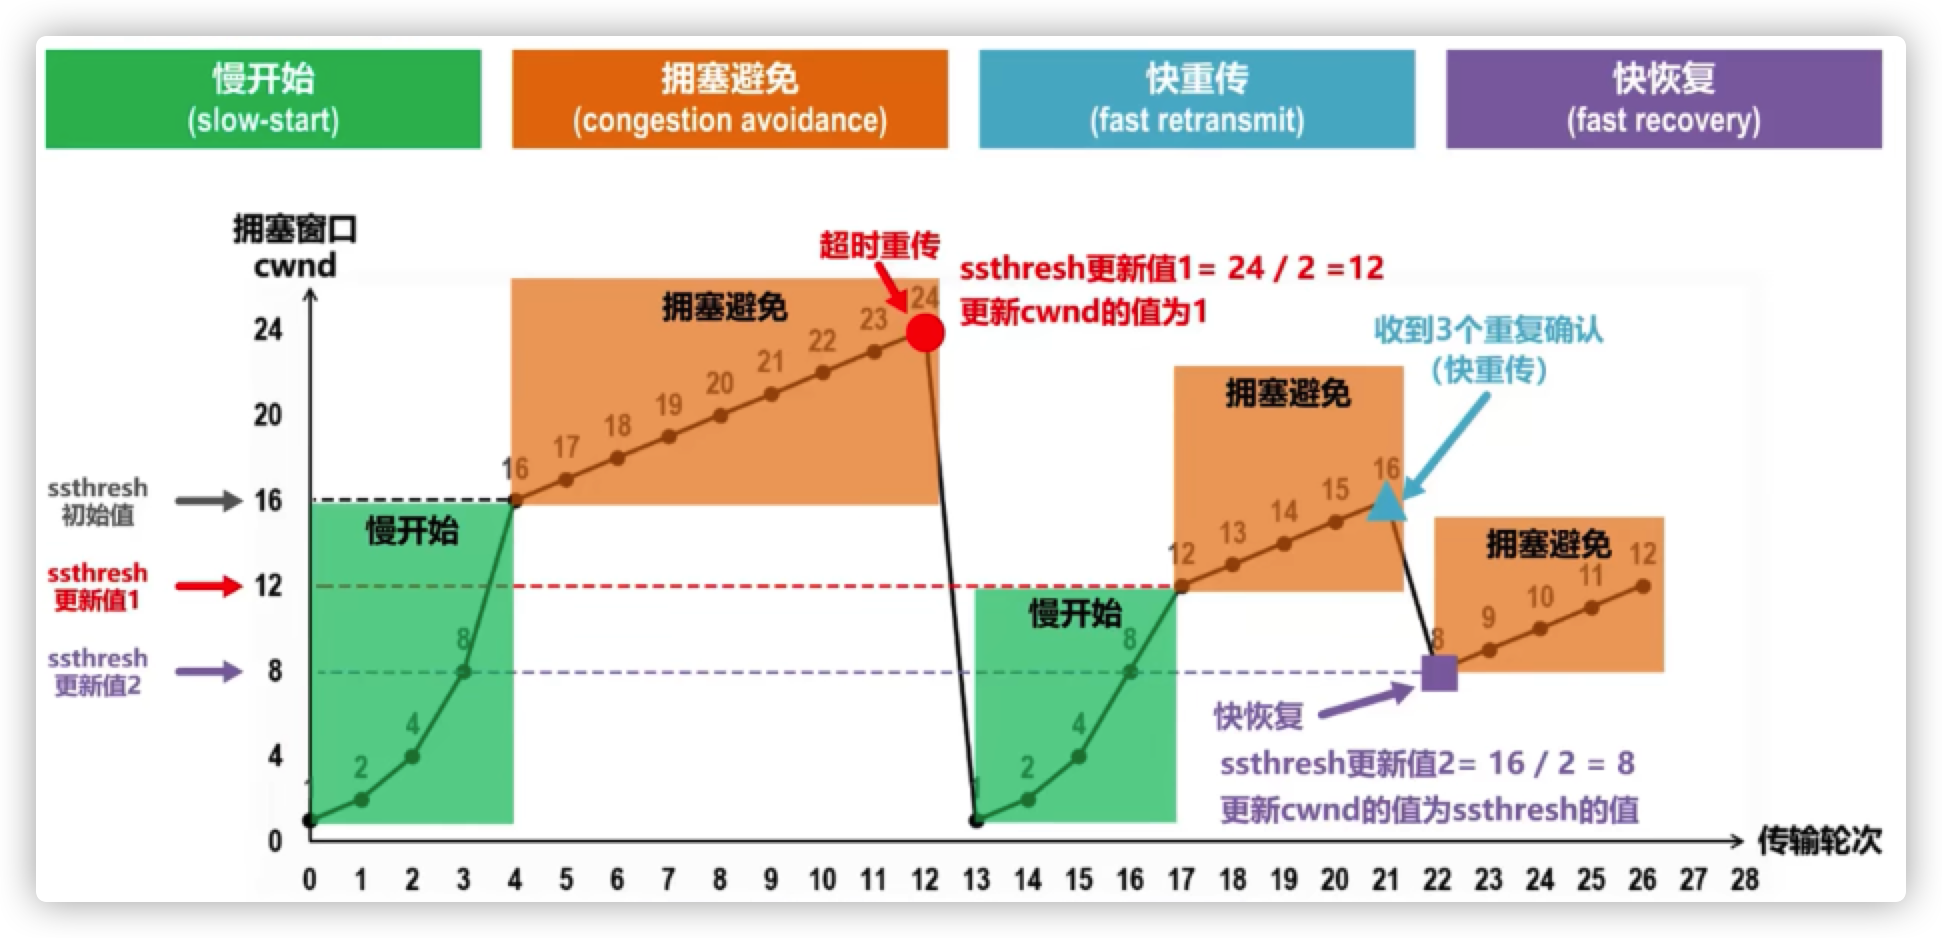 慢开始
(slow-start)
拥塞避免
(congestion avoidance)
快重传
(fast retransmit)
快恢复
(fast recovery)
拥塞窗口
cwnd
超时重传
ssthresh更新值1= 24 / 2 =12
更新cwnd的值为1
收到3个重复确认
(快重传)
拥塞避免
24
23
22
21
20
19
18
17
16
拥塞避免
16
15
14
13
12
拥塞避免
12
11
10
9
8
慢开始
8
4
2
慢开始
8
4
2
1
24
20
16
12
8
4
0
ssthresh
初始值
ssthresh
更新值1
ssthresh
更新值2
快恢复
ssthresh更新值2= 16 / 2 = 8
更新cwnd的值为ssthresh的值
传输轮次
0 1 2 3 4 5 6 7 8 9 10 11 12 13 14 15 16 17 18 19 20 21 22 23 24 25 26 27 28